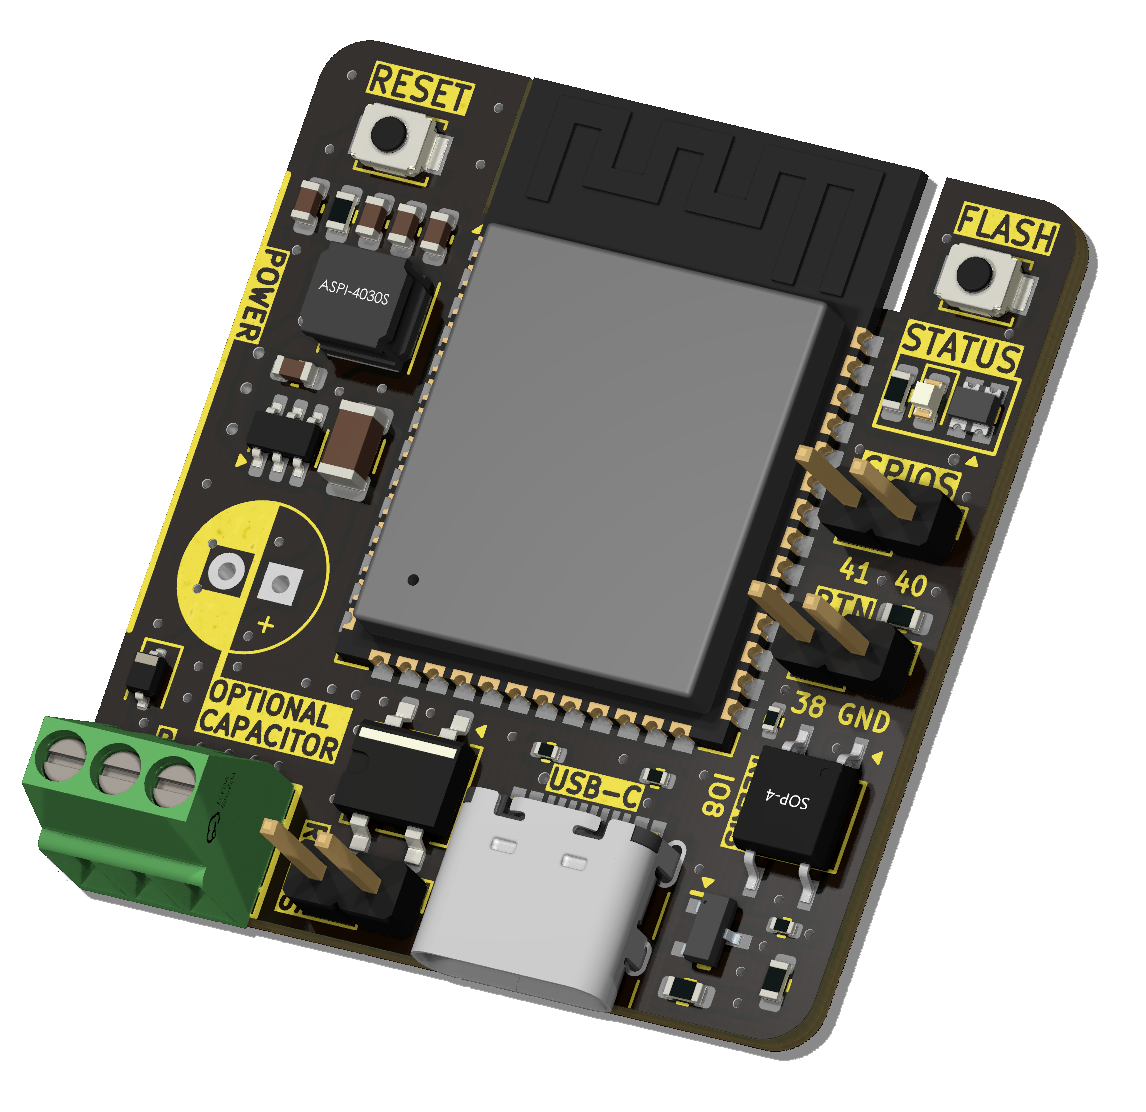 RESET
FLASH
POWER
ASPI-4030S
STATUS
GPIOS
41 40
BTN
38 GND
+
OPTIONAL
CAPACITOR
USB-C
IO8
SOP-4